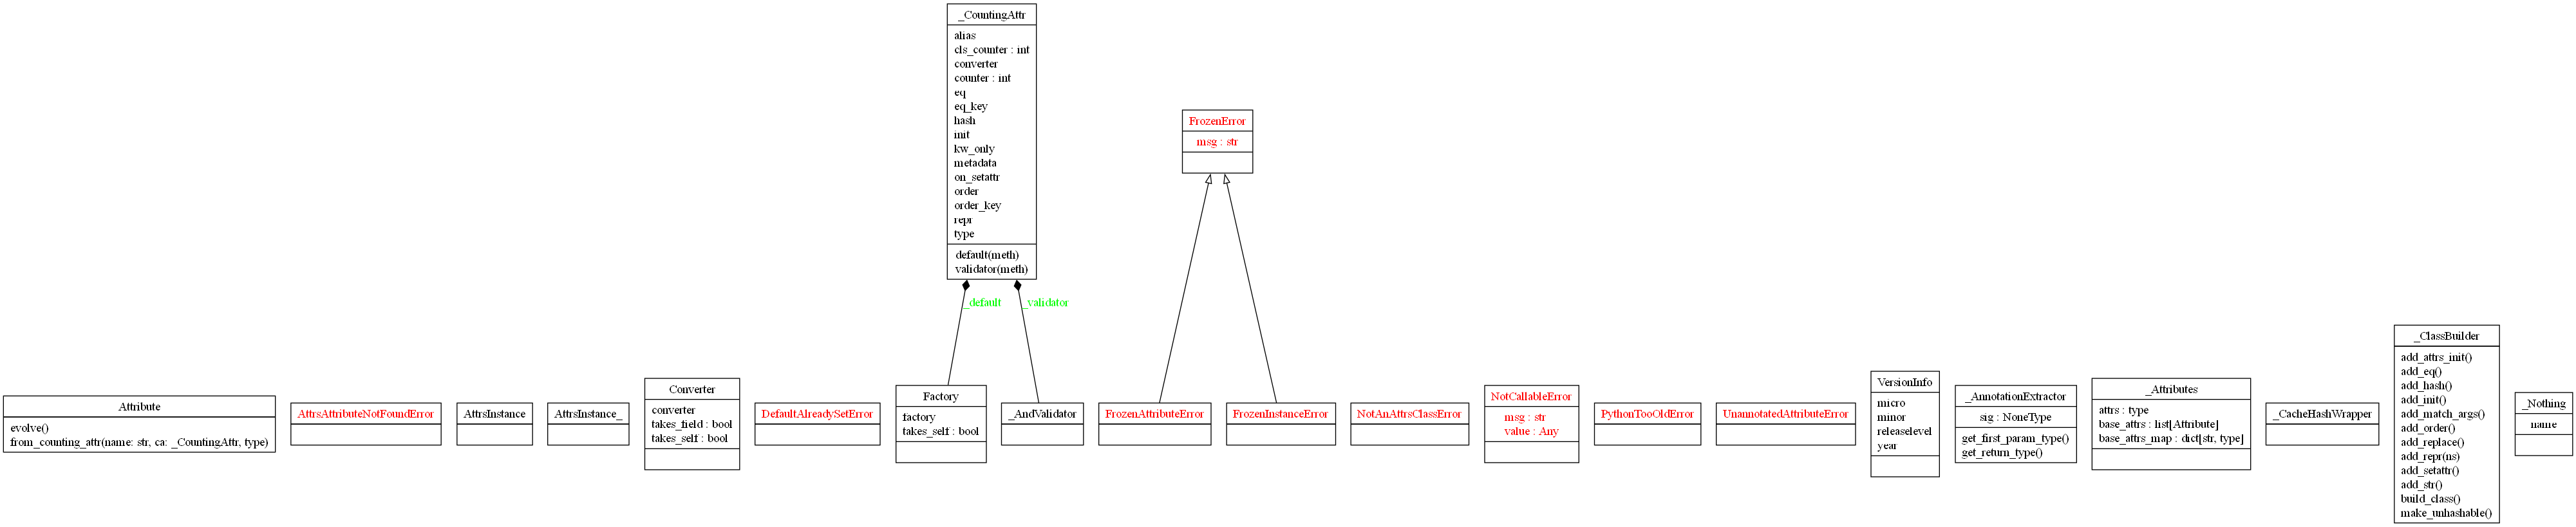 _CountingAttr
alias
cls_counter : int
converter
counter : int
eq
eq_key
hash
init
kw_only
metadata
on_setattr
order
order_key
repr
type
default(meth)
validator(meth)
FrozenError
msg : str
_default
_validator
Attribute
evolve()
from_counting_attr(name: str, ca: _CountingAttr, type)
AttrsAttributeNotFoundError
AttrsInstance
AttrsInstance_
Converter
converter
takes_field : bool
takes_self : bool
DefaultAlreadySetError
Factory
factory
takes_self : bool
_AndValidator
FrozenAttributeError
FrozenInstanceError
NotAnAttrsClassError
NotCallableError
msg : str
value : Any
PythonTooOldError
UnannotatedAttributeError
VersionInfo
micro
minor
releaselevel
year
_AnnotationExtractor
sig : NoneType
get_first_param_type()
get_return_type()
_Attributes
attrs : type
base_attrs : list[Attribute]
base_attrs_map : dict[str, type]
_CacheHashWrapper
_ClassBuilder
add_attrs_init()
add_eq()
add_hash()
add_init()
add_match_args()
add_order()
add_replace()
add_repr(ns)
add_setattr()
add_str()
build_class()
make_unhashable()
_Nothing
name